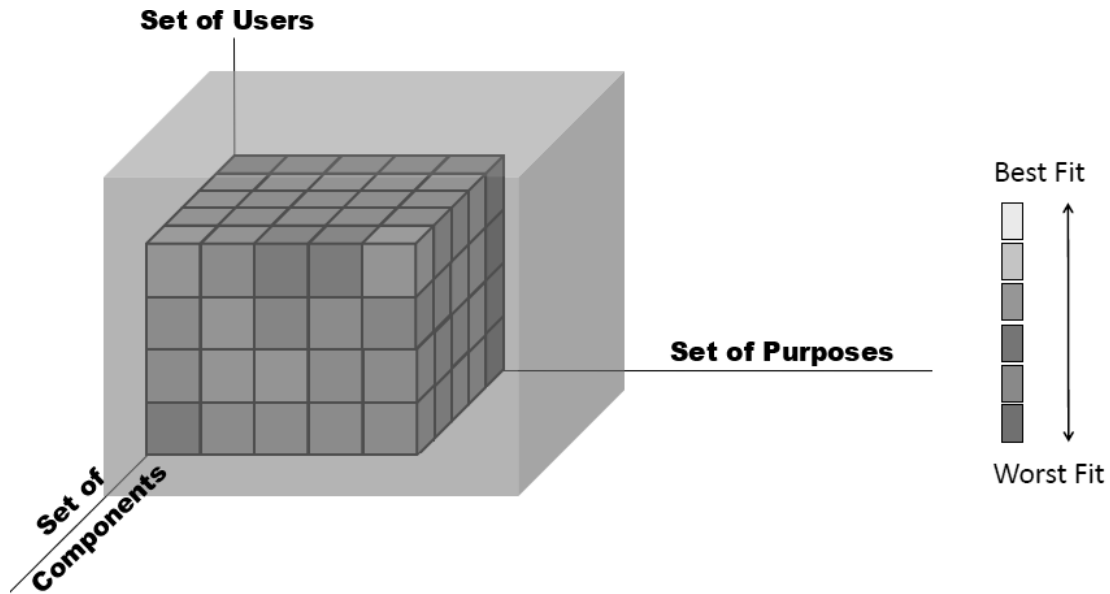 Set of Users
Best Fit
Set of Purposes
Worst Fit
Set of
Components